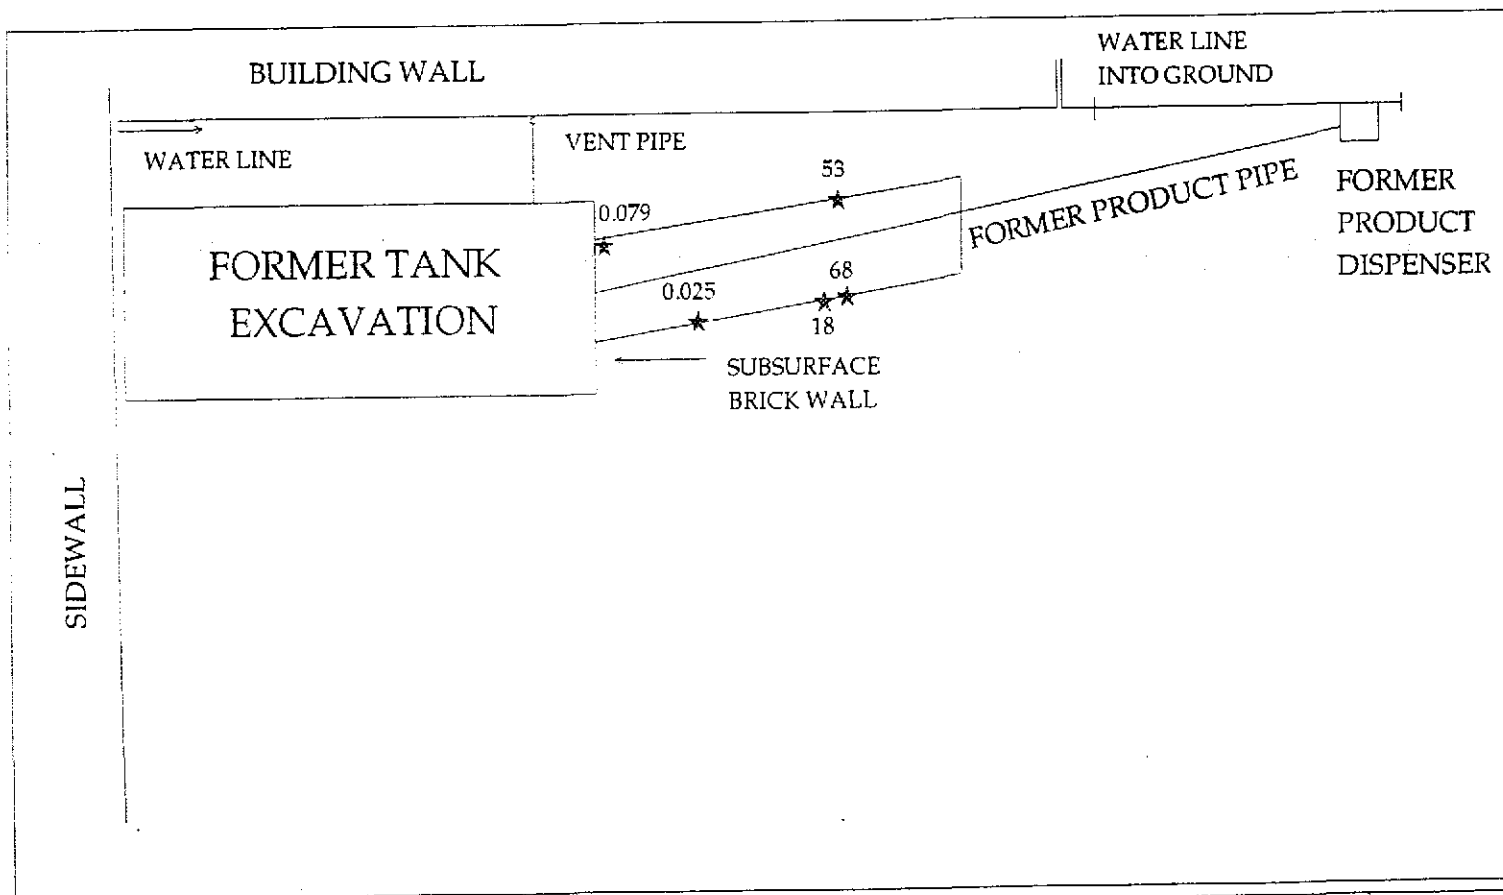 BUILDING WALL
WATER LINE
INTO GROUND
WATER LINE
VENT PIPE
53
0.079
FORMER PRODUCT PIPE
FORMER
PRODUCT
DISPENSER
FORMER TANK
EXCAVATION
0.025
68
18
SUBSURFACE
BRICK WALL
SIDEWALL